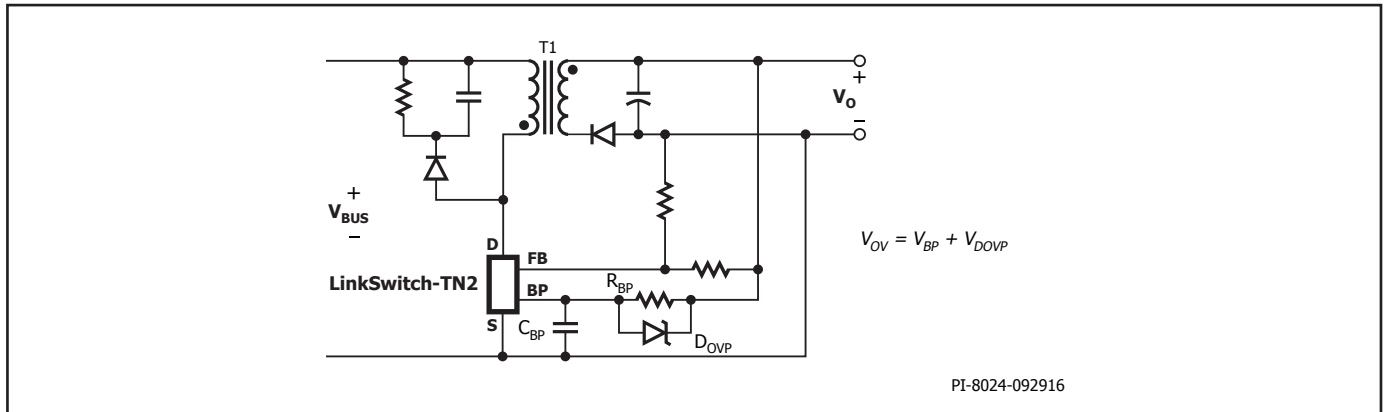 T1
+
V_O
−
+
V_BUS
−
V_OV = V_BP + V_DOVP
D
FB
LinkSwitch-TN2
R_BP
BP
S
C_BP
D_OVP
PI-8024-092916